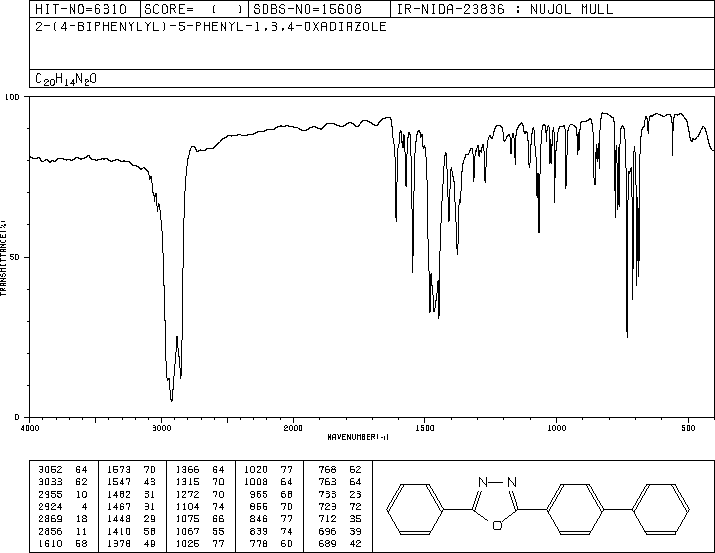 HIT-NO=6310 SCORE= ( ) SDBS-NO=15608 IR-NIDA-23836 : NUJOL MULL
2-(4-BIPHENYLYL)-5-PHENYL-1,3,4-OXADIAZOLE
C20H14N2O
100
50
0
TRANSMITTANCE(%)
4000 3000 2000 1500 1000 500
WAVENUMBER(-1)
3062 64 1573 70 1366 64 1020 77 768 62
3033 62 1547 43 1315 70 1008 64 763 64
2955 10 1482 31 1272 70 965 68 733 23
2924 4 1467 31 1104 74 866 70 723 72
2869 18 1448 29 1075 66 846 77 712 35
2856 11 1410 58 1067 55 839 74 696 39
1610 58 1378 49 1026 77 778 60 689 42
N N
O